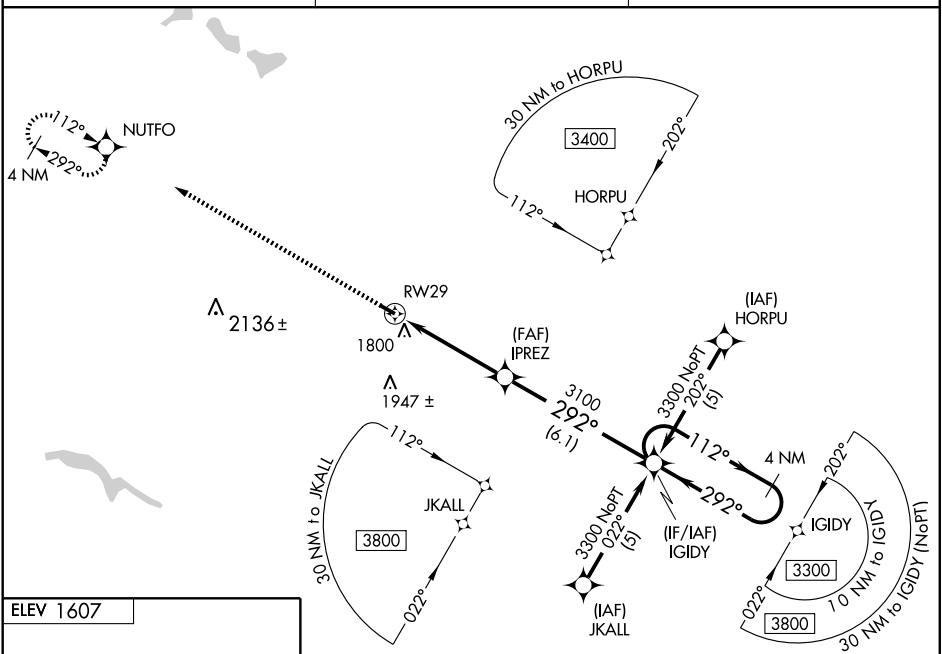 30 NM to HORPU
3400
202°
112°
HORPU
112°
NUTFO
292°
4 NM
RW29
2136 ±
1800
1947 ±
(FAF)
IPREZ
3100
292°
(6.1)
(IAF)
HORPU
3300 NoPT
202°
(5)
112°
4 NM
292°
(IF/IAF)
IGIDY
3300 NoPT
022°
(5)
(IAF)
JKALL
30 NM to JKALL
112°
JKALL
3800
022°
202°
IGIDY
3300
10 NM to IGIDY
022°
3800
30 NM to IGIDY (NoPT)
ELEV 1607